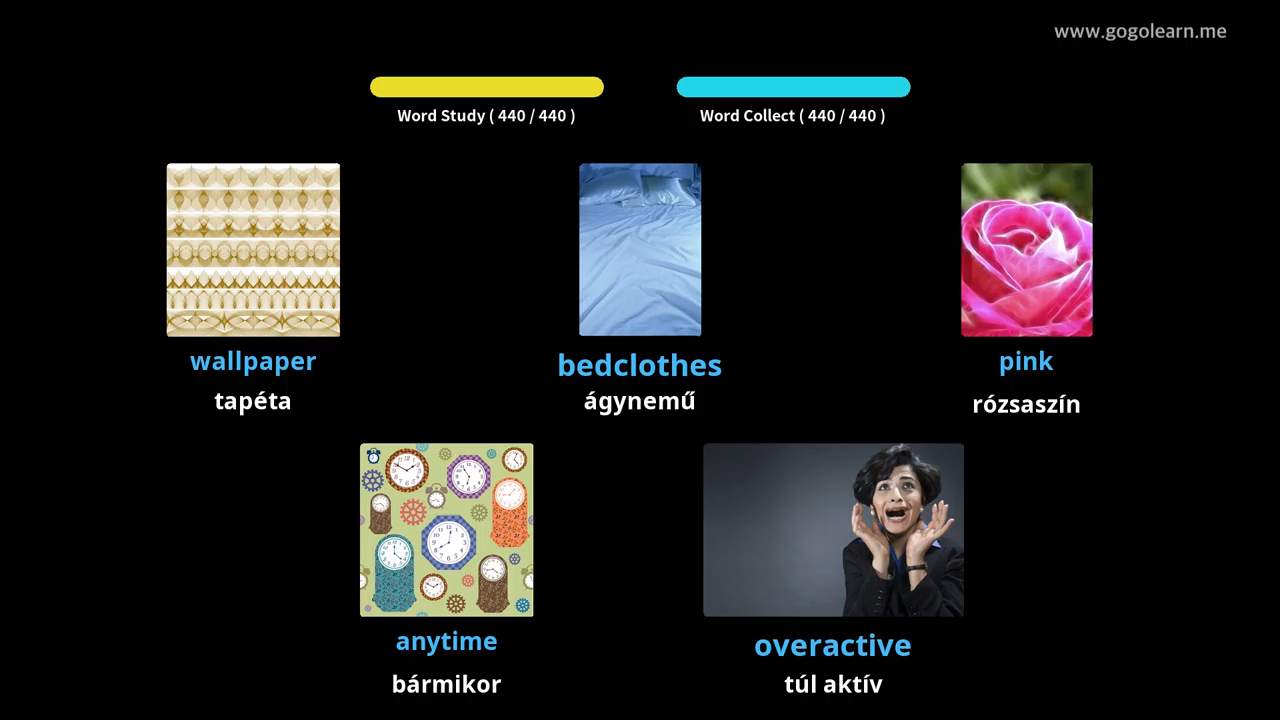 www.gogolearn.me
Word Study ( 440 / 440 )
Word Collect ( 440 / 440 )
wallpaper
tapéta
bedclothes
ágynemű
pink
rózsaszín
anytime
bármikor
overactive
túl aktív